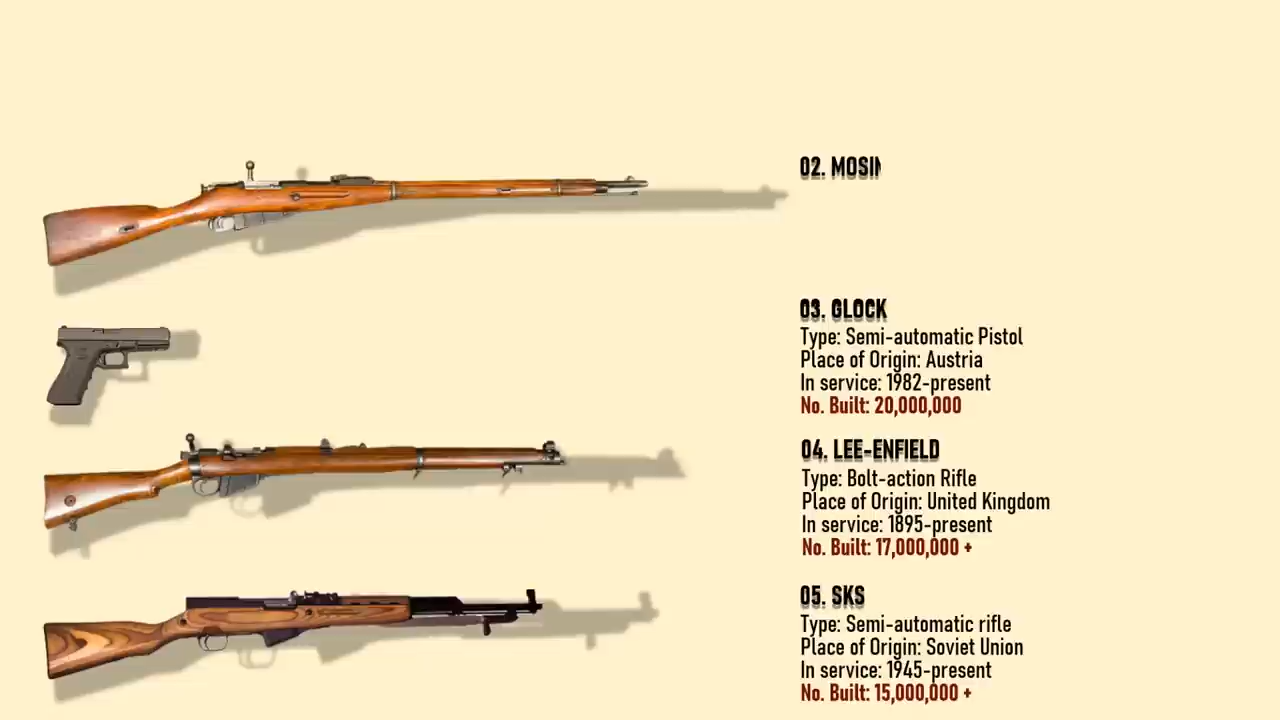 02. MOSIN
03. GLOCK
Type: Semi-automatic Pistol
Place of Origin: Austria
In service: 1982-present
No. Built: 20,000,000
04. LEE-ENFIELD
Type: Bolt-action Rifle
Place of Origin: United Kingdom
In service: 1895-present
No. Built: 17,000,000 +
05. SKS
Type: Semi-automatic rifle
Place of Origin: Soviet Union
In service: 1945-present
No. Built: 15,000,000 +